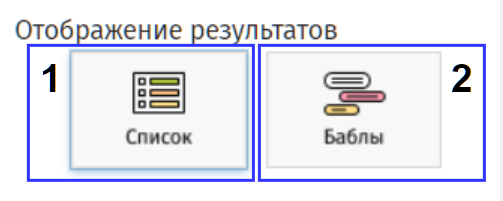 Отображение результатов
1 Список
Баблы 2